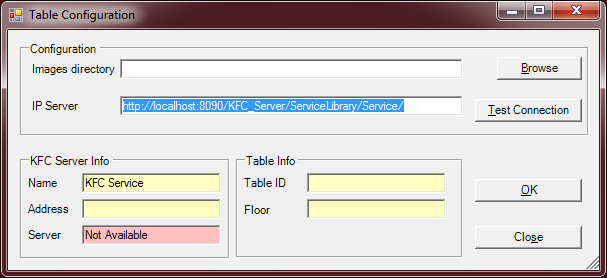 Table Configuration
Configuration
Images directory
Browse
IP Server http://localhost:8090/KFC_Server/ServiceLibrary/Service/
Test Connection
KFC Server Info
Name KFC Service
Address
Server Not Available
Table Info
Table ID
Floor
OK
Close